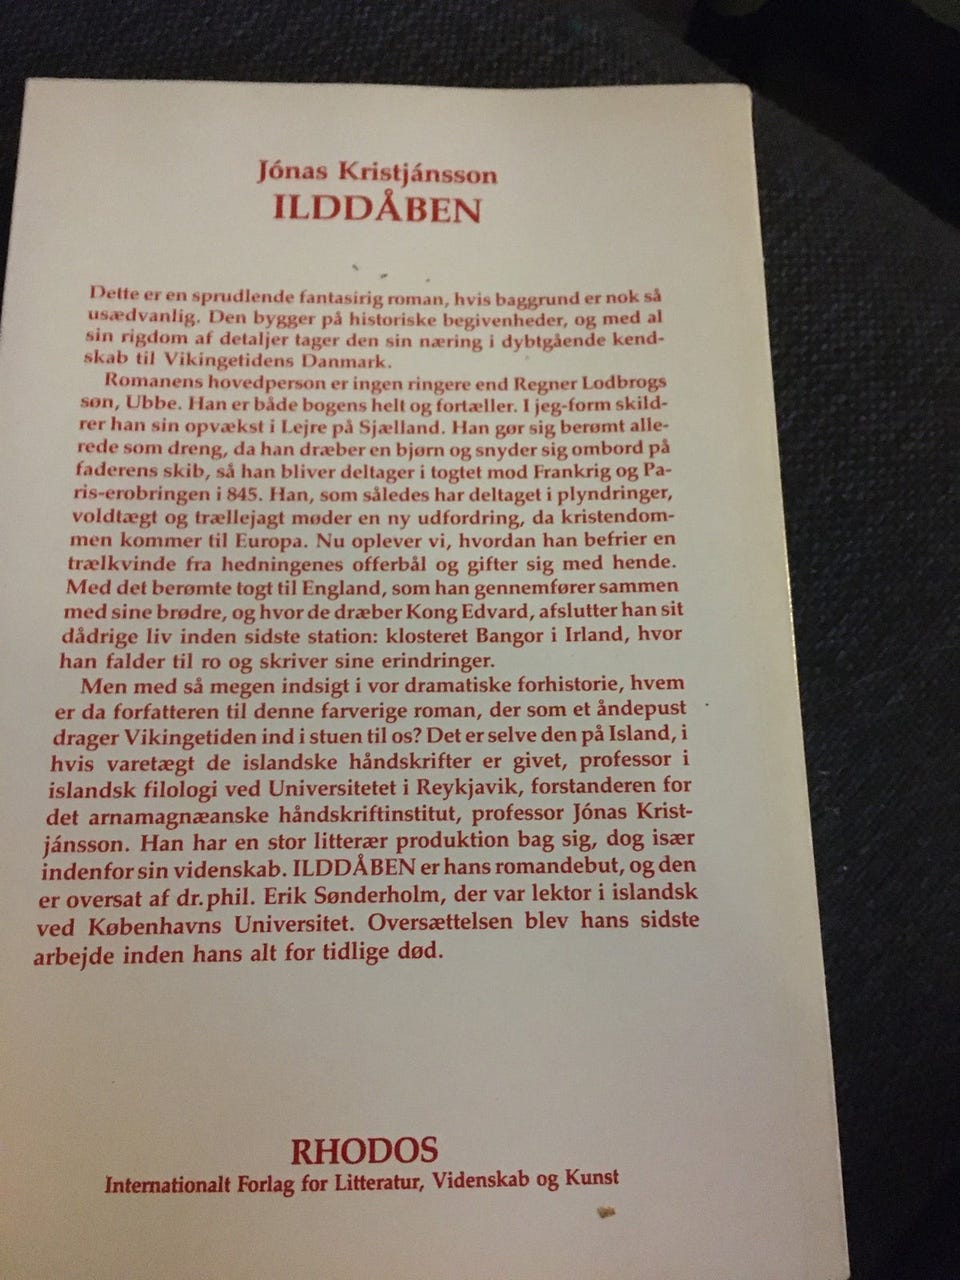 Jónas Kristjánsson
ILDDÅBEN
Dette er en sprudlende fantasirig roman, hvis baggrund er nok så
usædvanlig. Den bygger på historiske begivenheder, og med al
sin rigdom af detaljer tager den sin næring i dybtgående kend-
skab til Vikingetidens Danmark.
Romanens hovedperson er ingen ringere end Regner Lodbrogs
søn, Ubbe. Han er både bogens helt og fortæller. I jeg-form skild-
rer han sin opvækst i Lejre på Sjælland. Han gør sig berømt alle-
rede som dreng, da han dræber en bjørn og snyder sig ombord på
faderens skib, så han bliver deltager i togtet mod Frankrig og Pa-
ris-erobringen i 845. Han, som således har deltaget i plyndringer,
voldtægt og trællejagt møder en ny udfordring, da kristendom-
men kommer til Europa. Nu oplever vi, hvordan han befrier en
trælkvinde fra hedningenes offerbål og gifter sig med hende.
Med det berømte togt til England, som han gennemfører sammen
med sine brødre, og hvor de dræber Kong Edvard, afslutter han sit
dådrige liv inden sidste station: klosteret Bangor i Irland, hvor
han falder til ro og skriver sine erindringer.
Men med så megen indsigt i vor dramatiske forhistorie, hvem
er da forfatteren til denne farverige roman, der som et åndepust
drager Vikingetiden ind i stuen til os? Det er selve den på Island, i
hvis varetægt de islandske håndskrifter er givet, professor i
islandsk filologi ved Universitetet i Reykjavik, forstanderen for
det arnamagnæanske håndskriftinstitut, professor Jónas Krist-
jánsson. Han har en stor litterær produktion bag sig, dog især
indenfor sin videnskab. ILDDÅBEN er hans romandebut, og den
er oversat af dr. phil. Erik Sønderholm, der var lektor i islandsk
ved Københavns Universitet. Oversættelsen blev hans sidste
arbejde inden hans alt for tidlige død.
RHODOS
Internationalt Forlag for Litteratur, Videnskab og Kunst